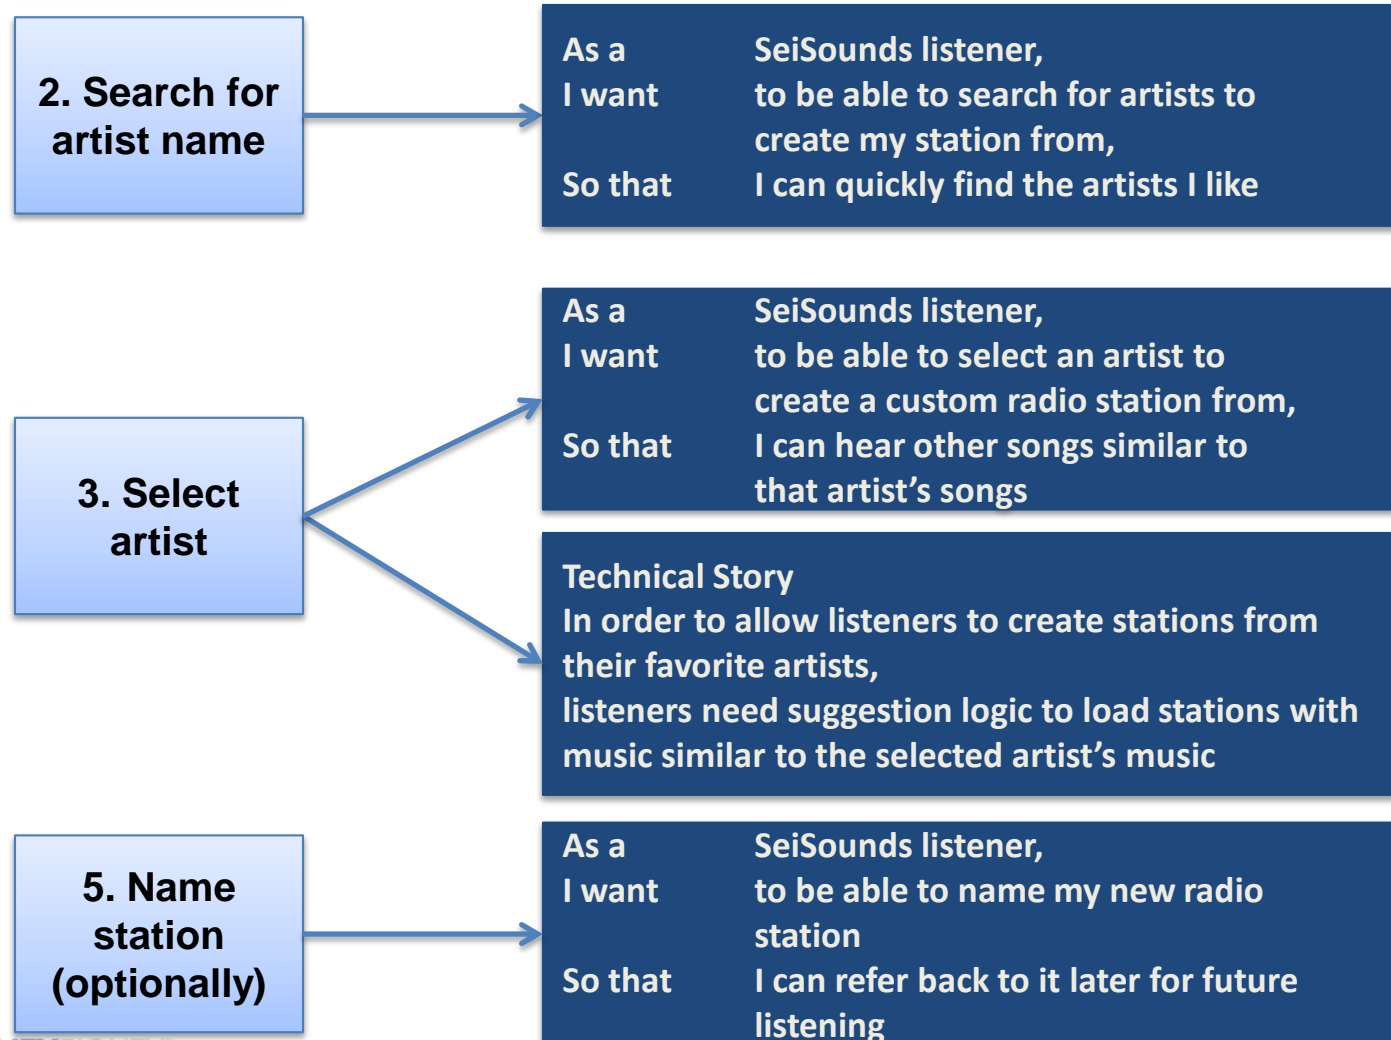 2. Search for
artist name
As a SeiSounds listener,
I want to be able to search for artists to
create my station from,
So that I can quickly find the artists I like
3. Select
artist
As a SeiSounds listener,
I want to be able to select an artist to
create a custom radio station from,
So that I can hear other songs similar to
that artist’s songs
Technical Story
In order to allow listeners to create stations from
their favorite artists,
listeners need suggestion logic to load stations with
music similar to the selected artist’s music
5. Name
station
(optionally)
As a SeiSounds listener,
I want to be able to name my new radio
station
So that I can refer back to it later for future
listening